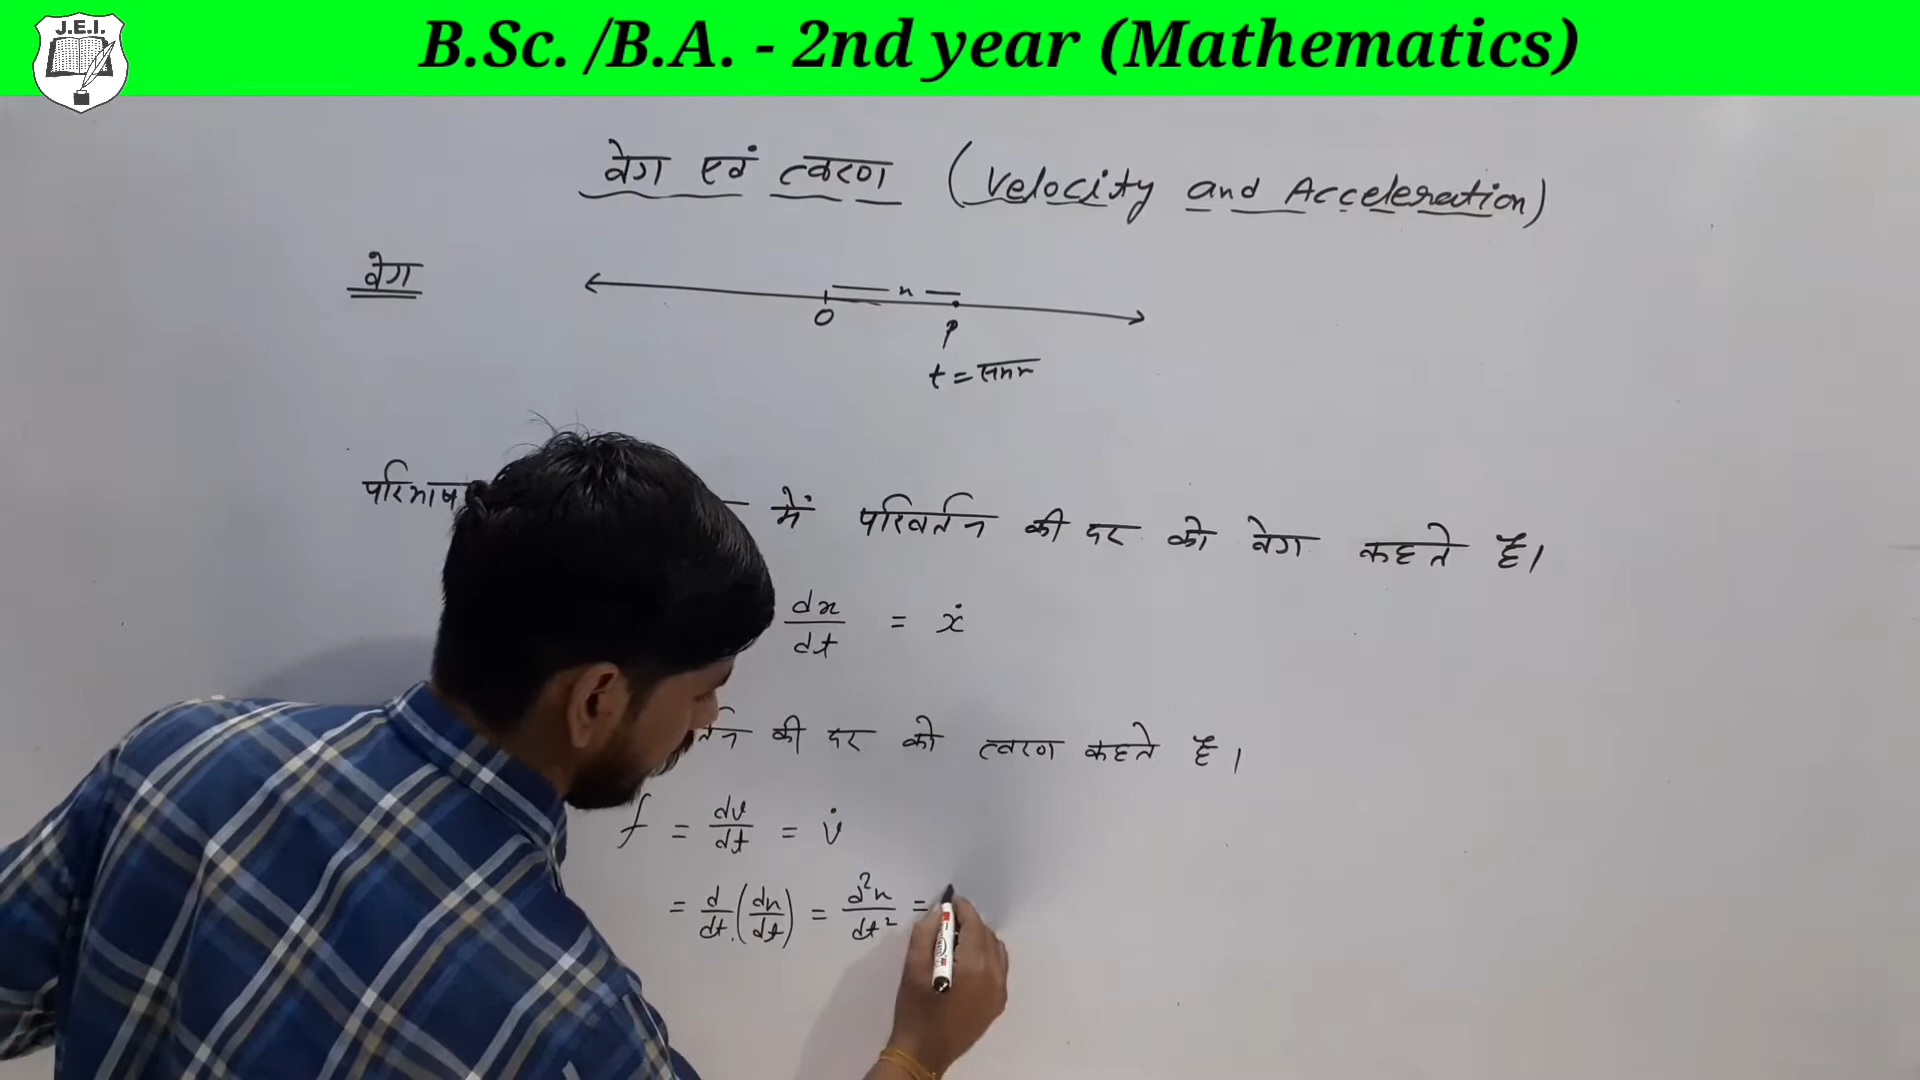 J.E.I.
B.Sc. /B.A. - 2nd year (Mathematics)
वेग एवं त्वरण (Velocity and Acceleration)
वेग
x
O
P
t = समय
परिभाषा में परिवर्तन की दर को वेग कहते है।
dx/dt = ẋ
की दर को त्वरण कहते है।
f = dv/dt = v̇
= d/dt (dx/dt) = d²x/dt² =